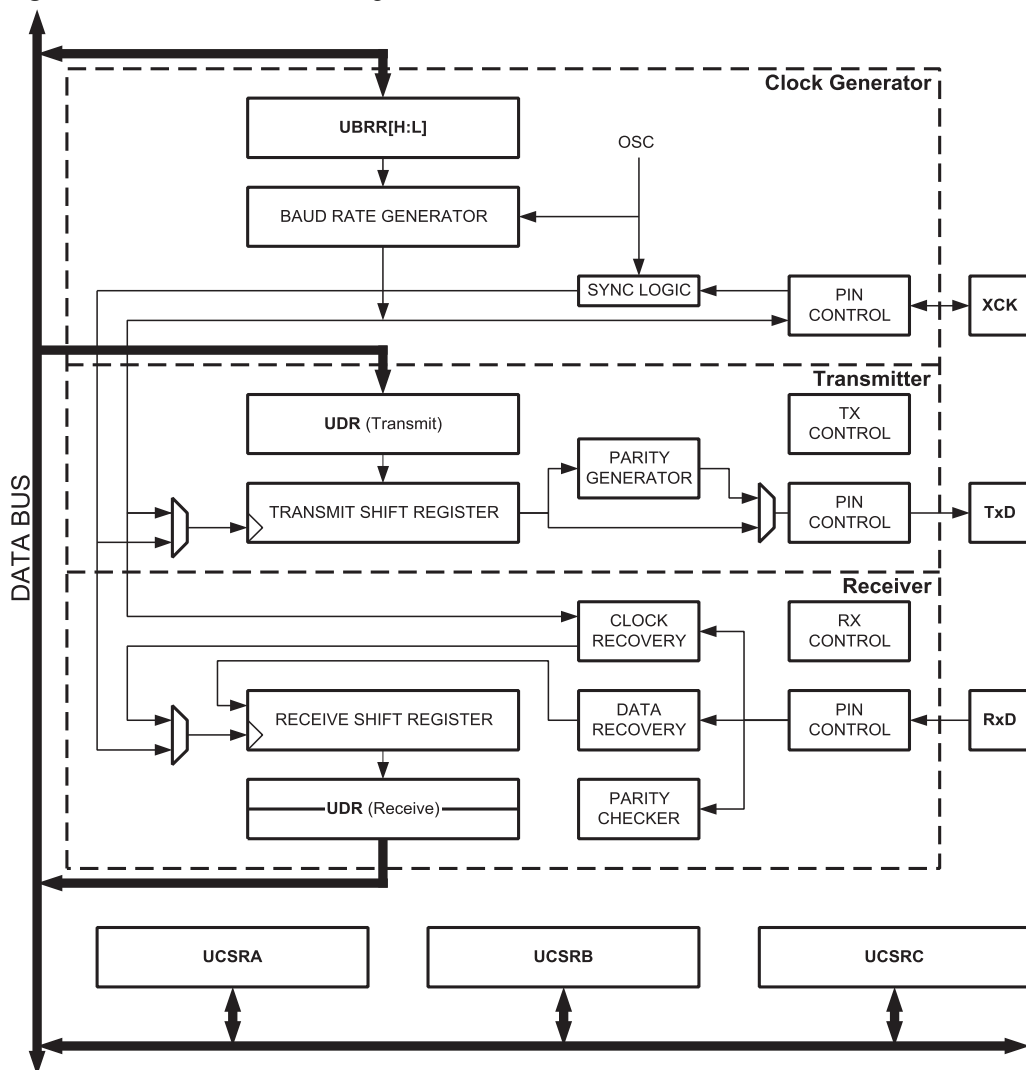 Clock Generator
UBRR[H:L]
OSC
BAUD RATE GENERATOR
SYNC LOGIC
PIN
CONTROL
XCK
Transmitter
UDR (Transmit)
TX
CONTROL
PARITY
GENERATOR
TRANSMIT SHIFT REGISTER
PIN
CONTROL
TxD
DATA BUS
Receiver
CLOCK
RECOVERY
RX
CONTROL
RECEIVE SHIFT REGISTER
DATA
RECOVERY
PIN
CONTROL
RxD
UDR (Receive)
PARITY
CHECKER
UCSRA
UCSRB
UCSRC